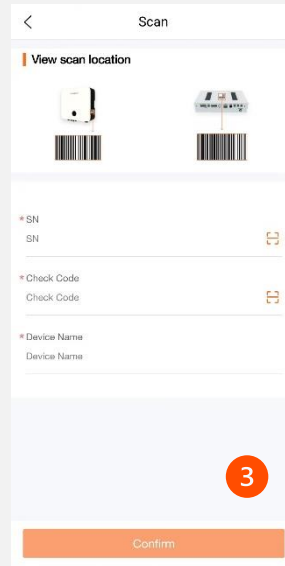 Scan
View scan location
* SN
SN
* Check Code
Check Code
* Device Name
Device Name
3
Confirm